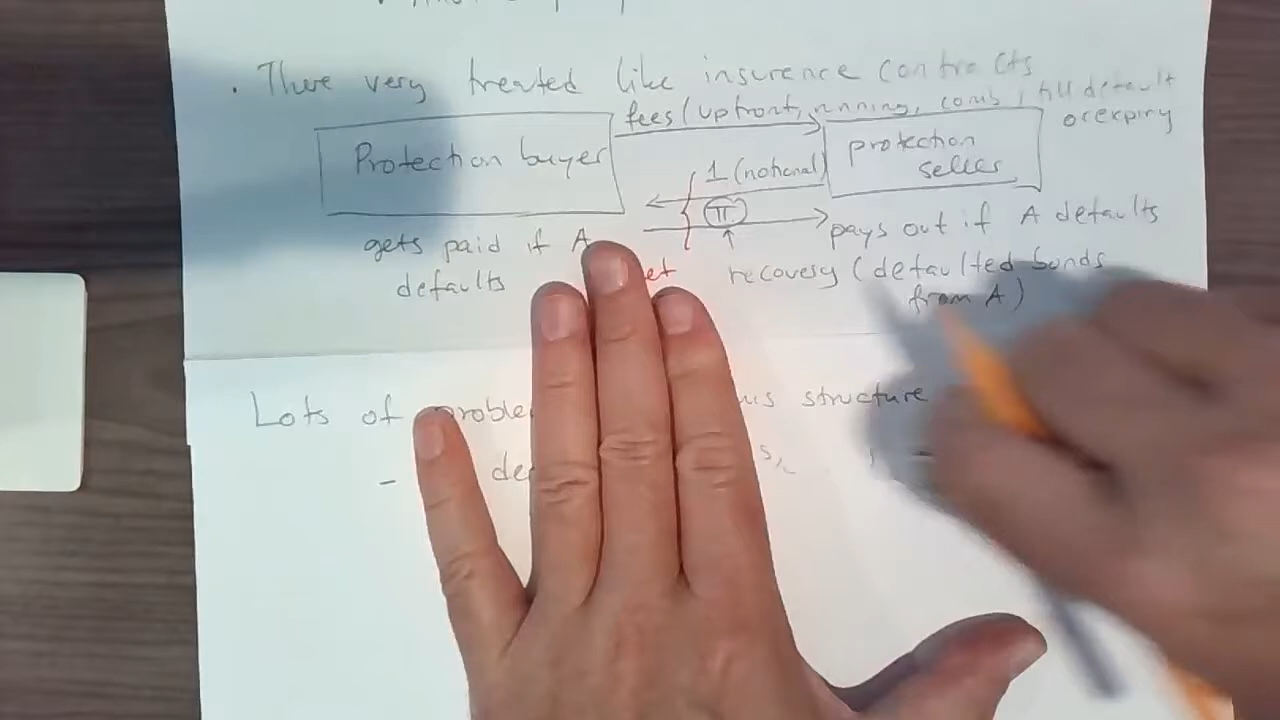 . There very treated like insurence contracts
fees (upfront, running, comb, till default
or expiry
Protection buyer
protection
seller
1 (notional)
π
gets paid if A
defaults
pays out if A defaults
recovery (defaulted bonds
from A)
Lots of structure
-